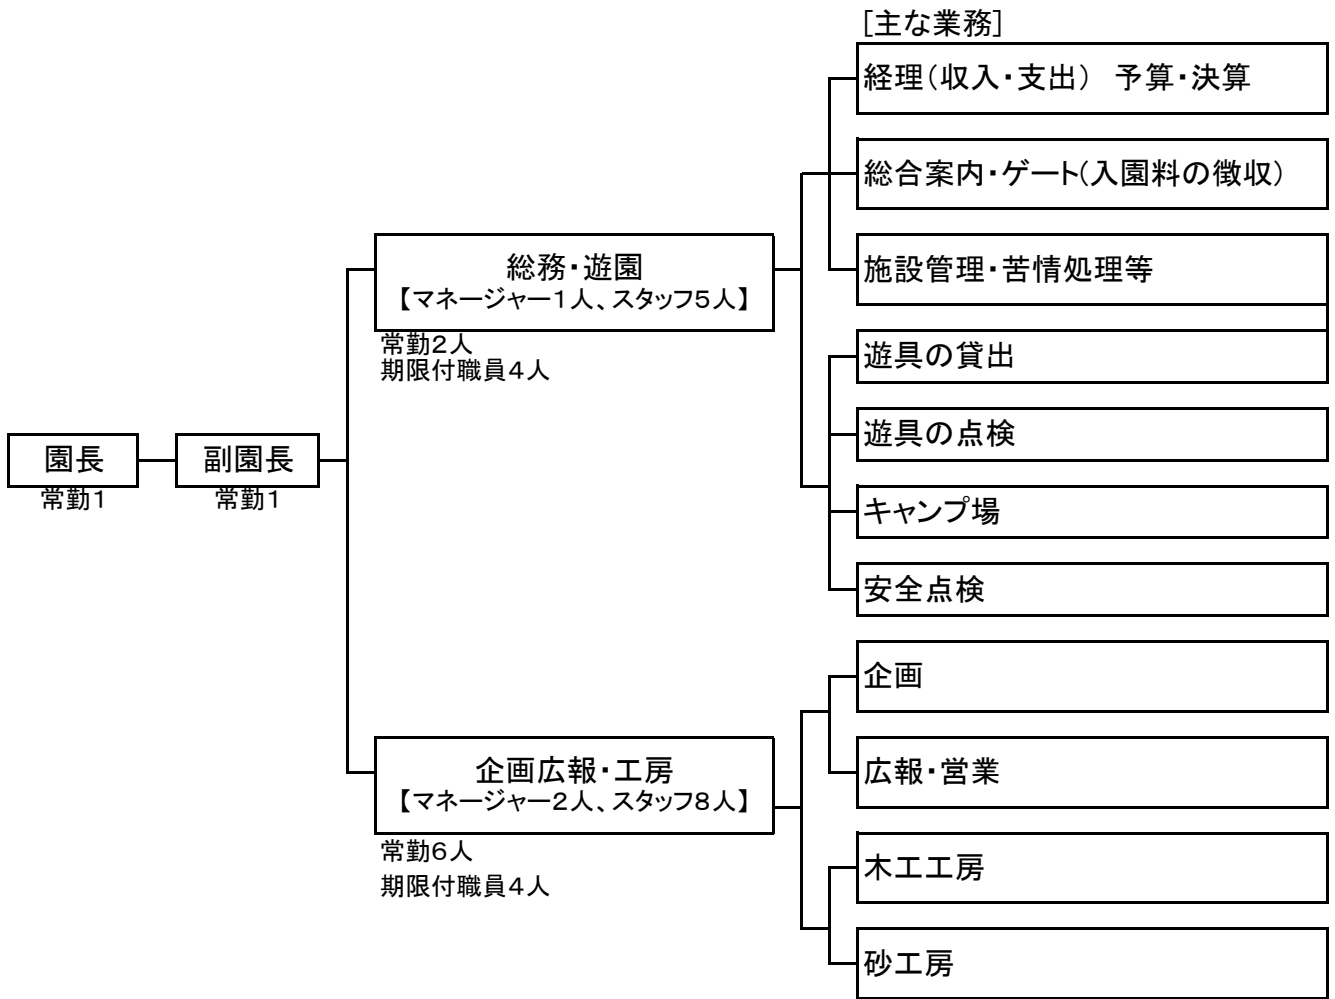 [主な業務]
経理（収入・支出）　予算・決算
総合案内・ゲート（入園料の徴収）
施設管理・苦情処理等
総務・遊園
【マネージャー１人、スタッフ５人】
常勤２人
期限付職員４人
遊具の貸出
遊具の点検
園長
常勤１
副園長
常勤１
キャンプ場
安全点検
企画
企画広報・工房
【マネージャー２人、スタッフ８人】
常勤６人
期限付職員４人
広報・営業
木工工房
砂工房